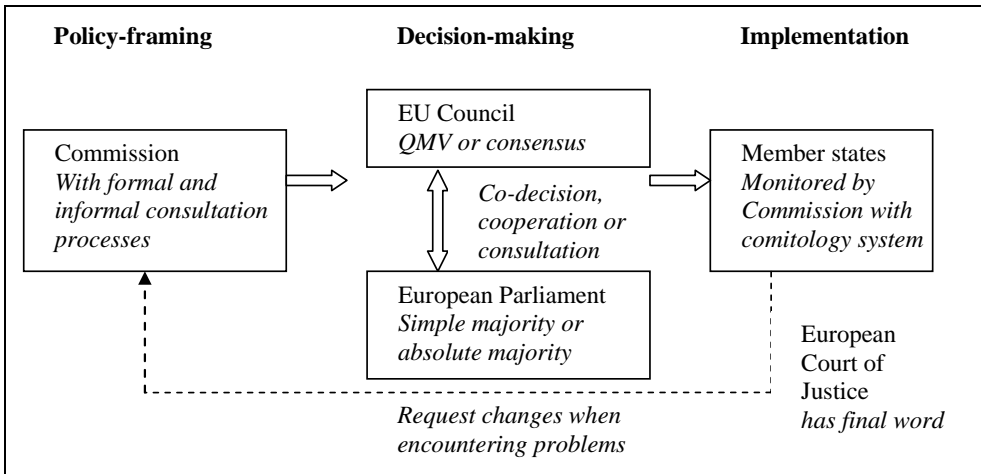 Policy-framing
Decision-making
Implementation
EU Council
QMV or consensus
Commission
With formal and
informal consultation
processes
Member states
Monitored by
Commission with
comitology system
Co-decision,
cooperation or
consultation
European Parliament
Simple majority or
absolute majority
European
Court of
Justice
has final word
Request changes when
encountering problems